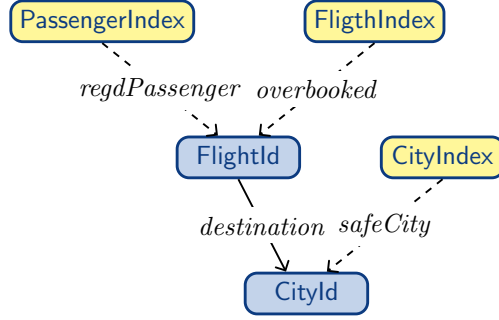 PassengerIndex
FligthIndex
regdPassenger
overbooked
FlightId
CityIndex
destination
safeCity
CityId